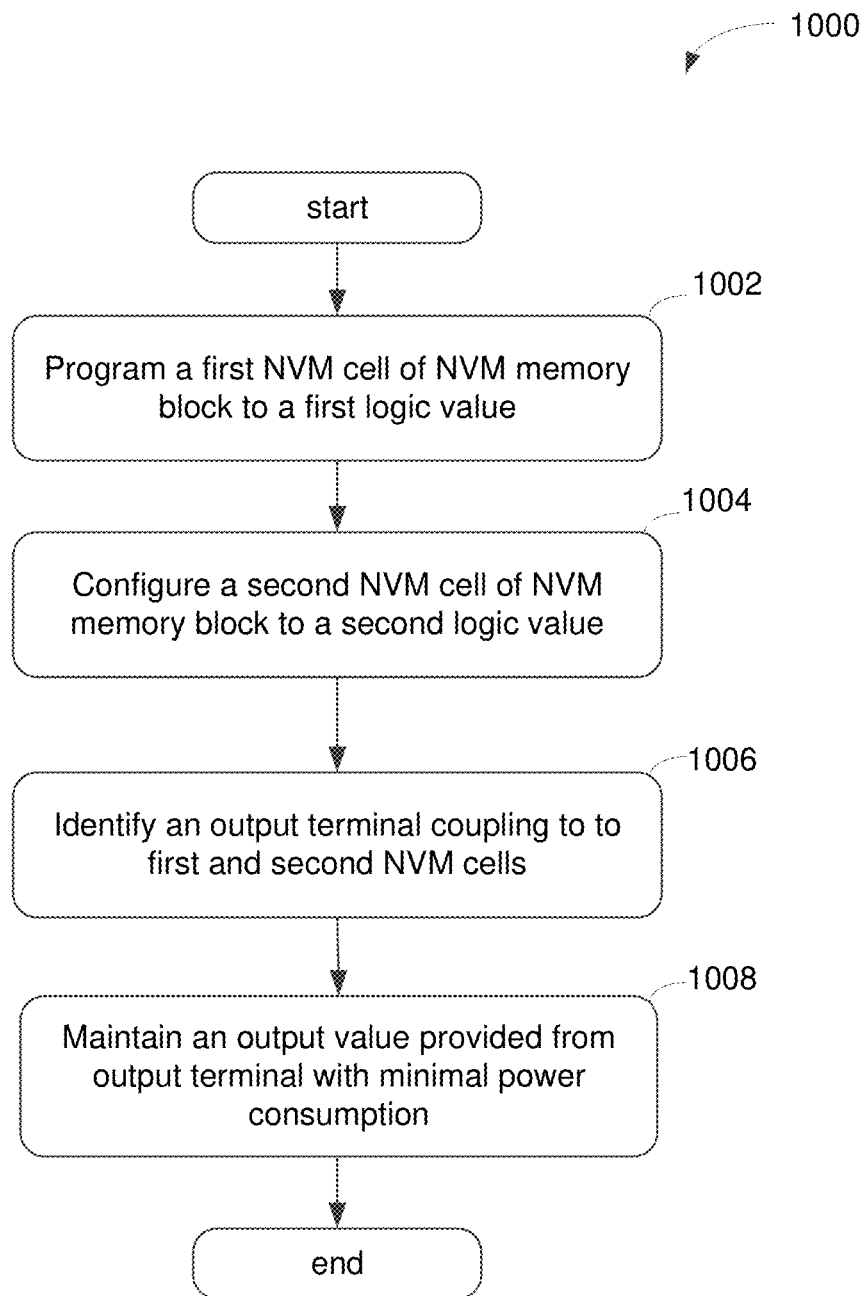 1000
start
1002
Program a first NVM cell of NVM memory
block to a first logic value
1004
Configure a second NVM cell of NVM
memory block to a second logic value
1006
Identify an output terminal coupling to to
first and second NVM cells
1008
Maintain an output value provided from
output terminal with minimal power
consumption
end